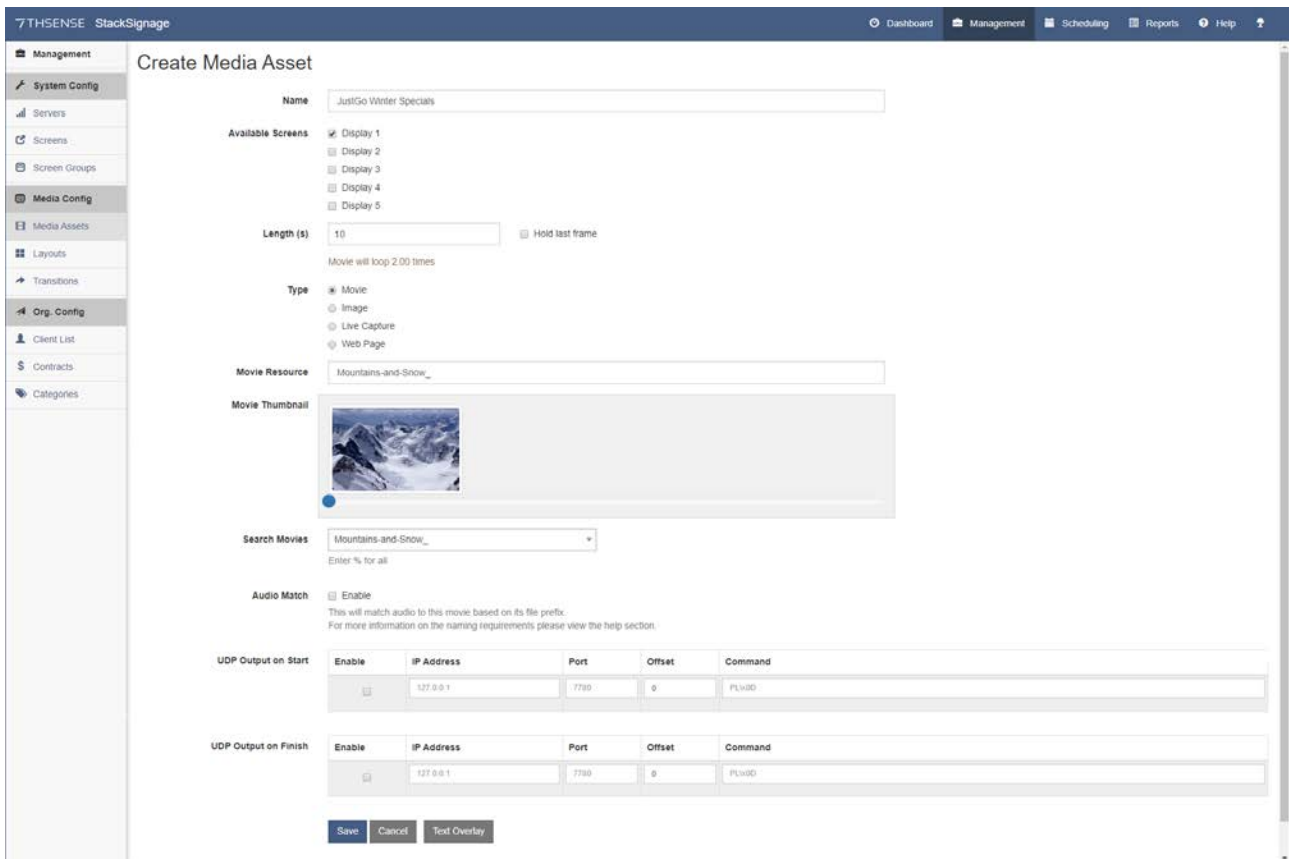 7THSENSE StackSignage
Dashboard Management Scheduling Reports Help
Management
System Config
Servers
Screens
Screen Groups
Media Config
Media Assets
Layouts
Transitions
Org. Config
Client List
Contracts
Categories
Create Media Asset
Name JustGo Winter Specials
Available Screens Display 1
Display 2
Display 3
Display 4
Display 5
Length (s) 10 Hold last frame
Movie will loop 2.00 times
Type Movie
Image
Live Capture
Web Page
Movie Resource Mountains-and-Snow_
Movie Thumbnail
Search Movies Mountains-and-Snow_
Enter % for all
Audio Match Enable
This will match audio to this movie based on its file prefix.
For more information on the naming requirements please view the help section.
UDP Output on Start Enable IP Address Port Offset Command
127.0.0.1 7780 0 PL\x0D
UDP Output on Finish Enable IP Address Port Offset Command
127.0.0.1 7780 0 PL\x0D
Save Cancel Text Overlay